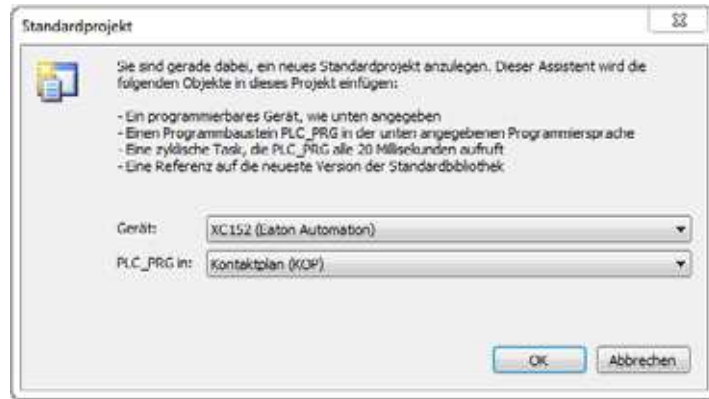 Standardprojekt
Sie sind gerade dabei, ein neues Standardprojekt anzulegen. Dieser Assistent wird die
folgenden Objekte in dieses Projekt einfügen:
- Ein programmierbares Gerät, wie unten angegeben
- Einen Programmbaustein PLC_PRG in der unten angegebenen Programmiersprache
- Eine zyklische Task, die PLC_PRG alle 20 Millisekunden aufruft
- Eine Referenz auf die neueste Version der Standardbibliothek
Gerät: XC152 (Eaton Automation)
PLC_PRG in: Kontaktplan (KOP)
OK Abbrechen